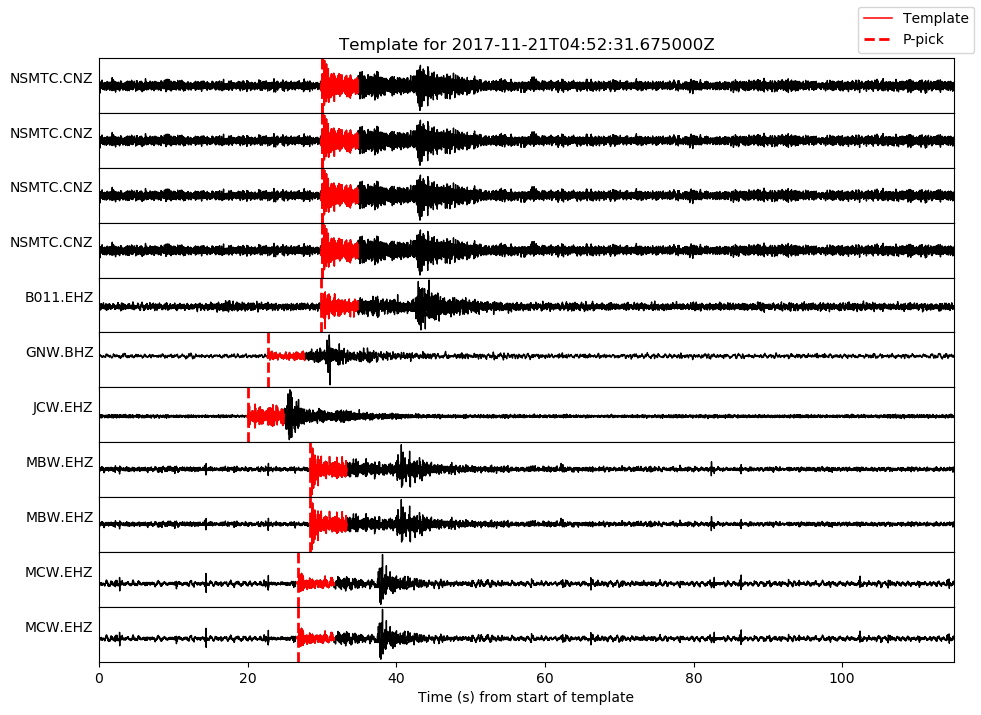 Template
P-pick
Template for 2017-11-21T04:52:31.675000Z
NSMTC.CNZ
NSMTC.CNZ
NSMTC.CNZ
NSMTC.CNZ
B011.EHZ
GNW.BHZ
JCW.EHZ
MBW.EHZ
MBW.EHZ
MCW.EHZ
MCW.EHZ
0 20 40 60 80 100
Time (s) from start of template